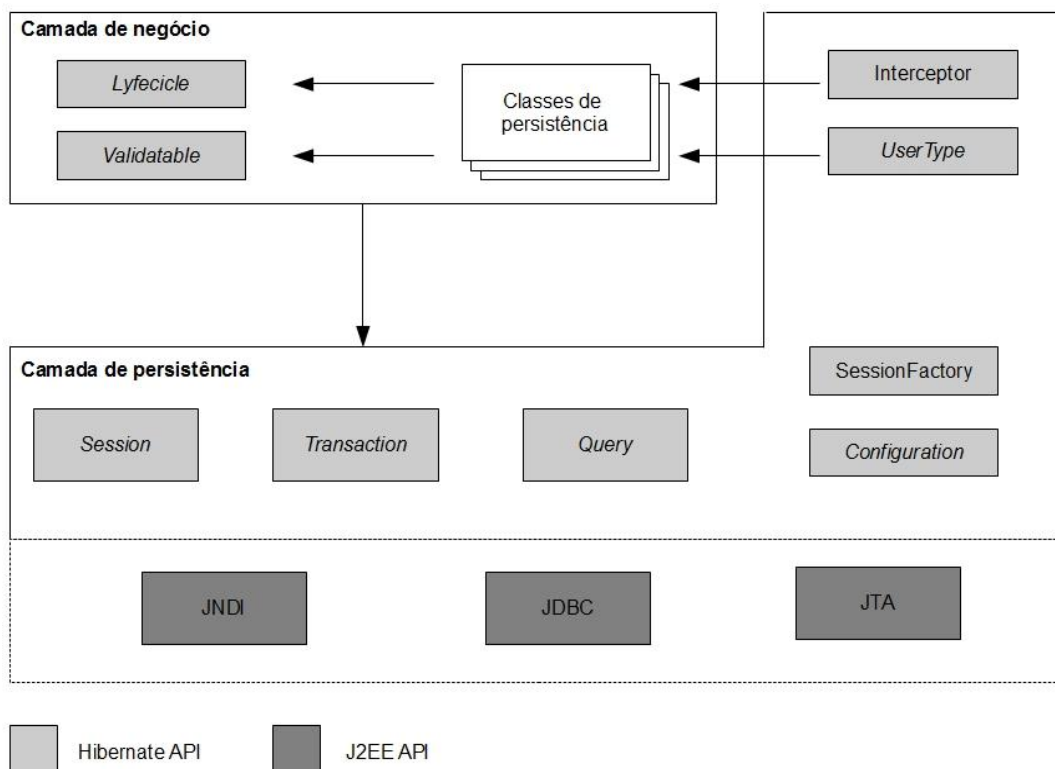 Camada de negócio
Lyfecicle
Classes de
persistência
Interceptor
Validatable
UserType
Camada de persistência
SessionFactory
Session
Transaction
Query
Configuration
JNDI
JDBC
JTA
Hibernate API
J2EE API